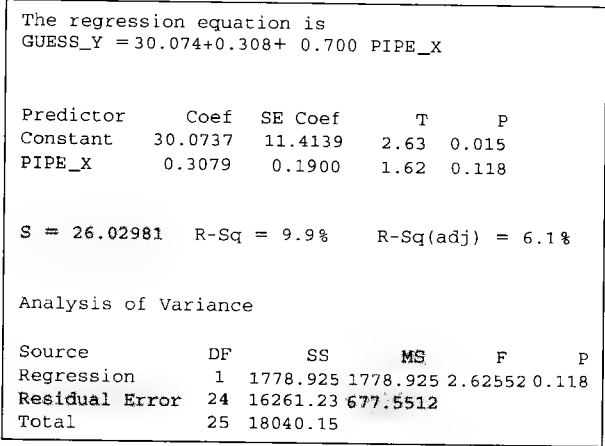 The regression equation is
GUESS_Y = 30.074+0.308+ 0.700 PIPE_X
Predictor Coef SE Coef T P
Constant 30.0737 11.4139 2.63 0.015
PIPE_X 0.3079 0.1900 1.62 0.118
S = 26.02981 R-Sq = 9.9% R-Sq(adj) = 6.1%
Analysis of Variance
Source DF SS MS F P
Regression 1 1778.925 1778.925 2.62552 0.118
Residual Error 24 16261.23 677.5512
Total 25 18040.15